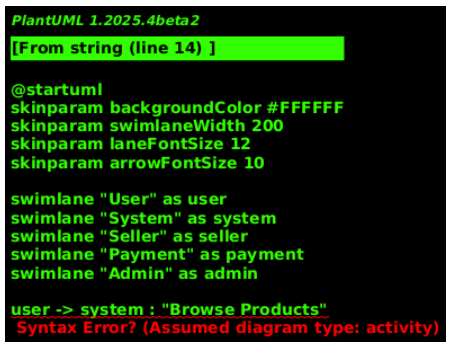 PlantUML 1.2025.4beta2
[From string (line 14) ]
@startuml
skinparam backgroundColor #FFFFFF
skinparam swimlaneWidth 200
skinparam laneFontSize 12
skinparam arrowFontSize 10
swimlane "User" as user
swimlane "System" as system
swimlane "Seller" as seller
swimlane "Payment" as payment
swimlane "Admin" as admin
user -> system : "Browse Products"
Syntax Error? (Assumed diagram type: activity)